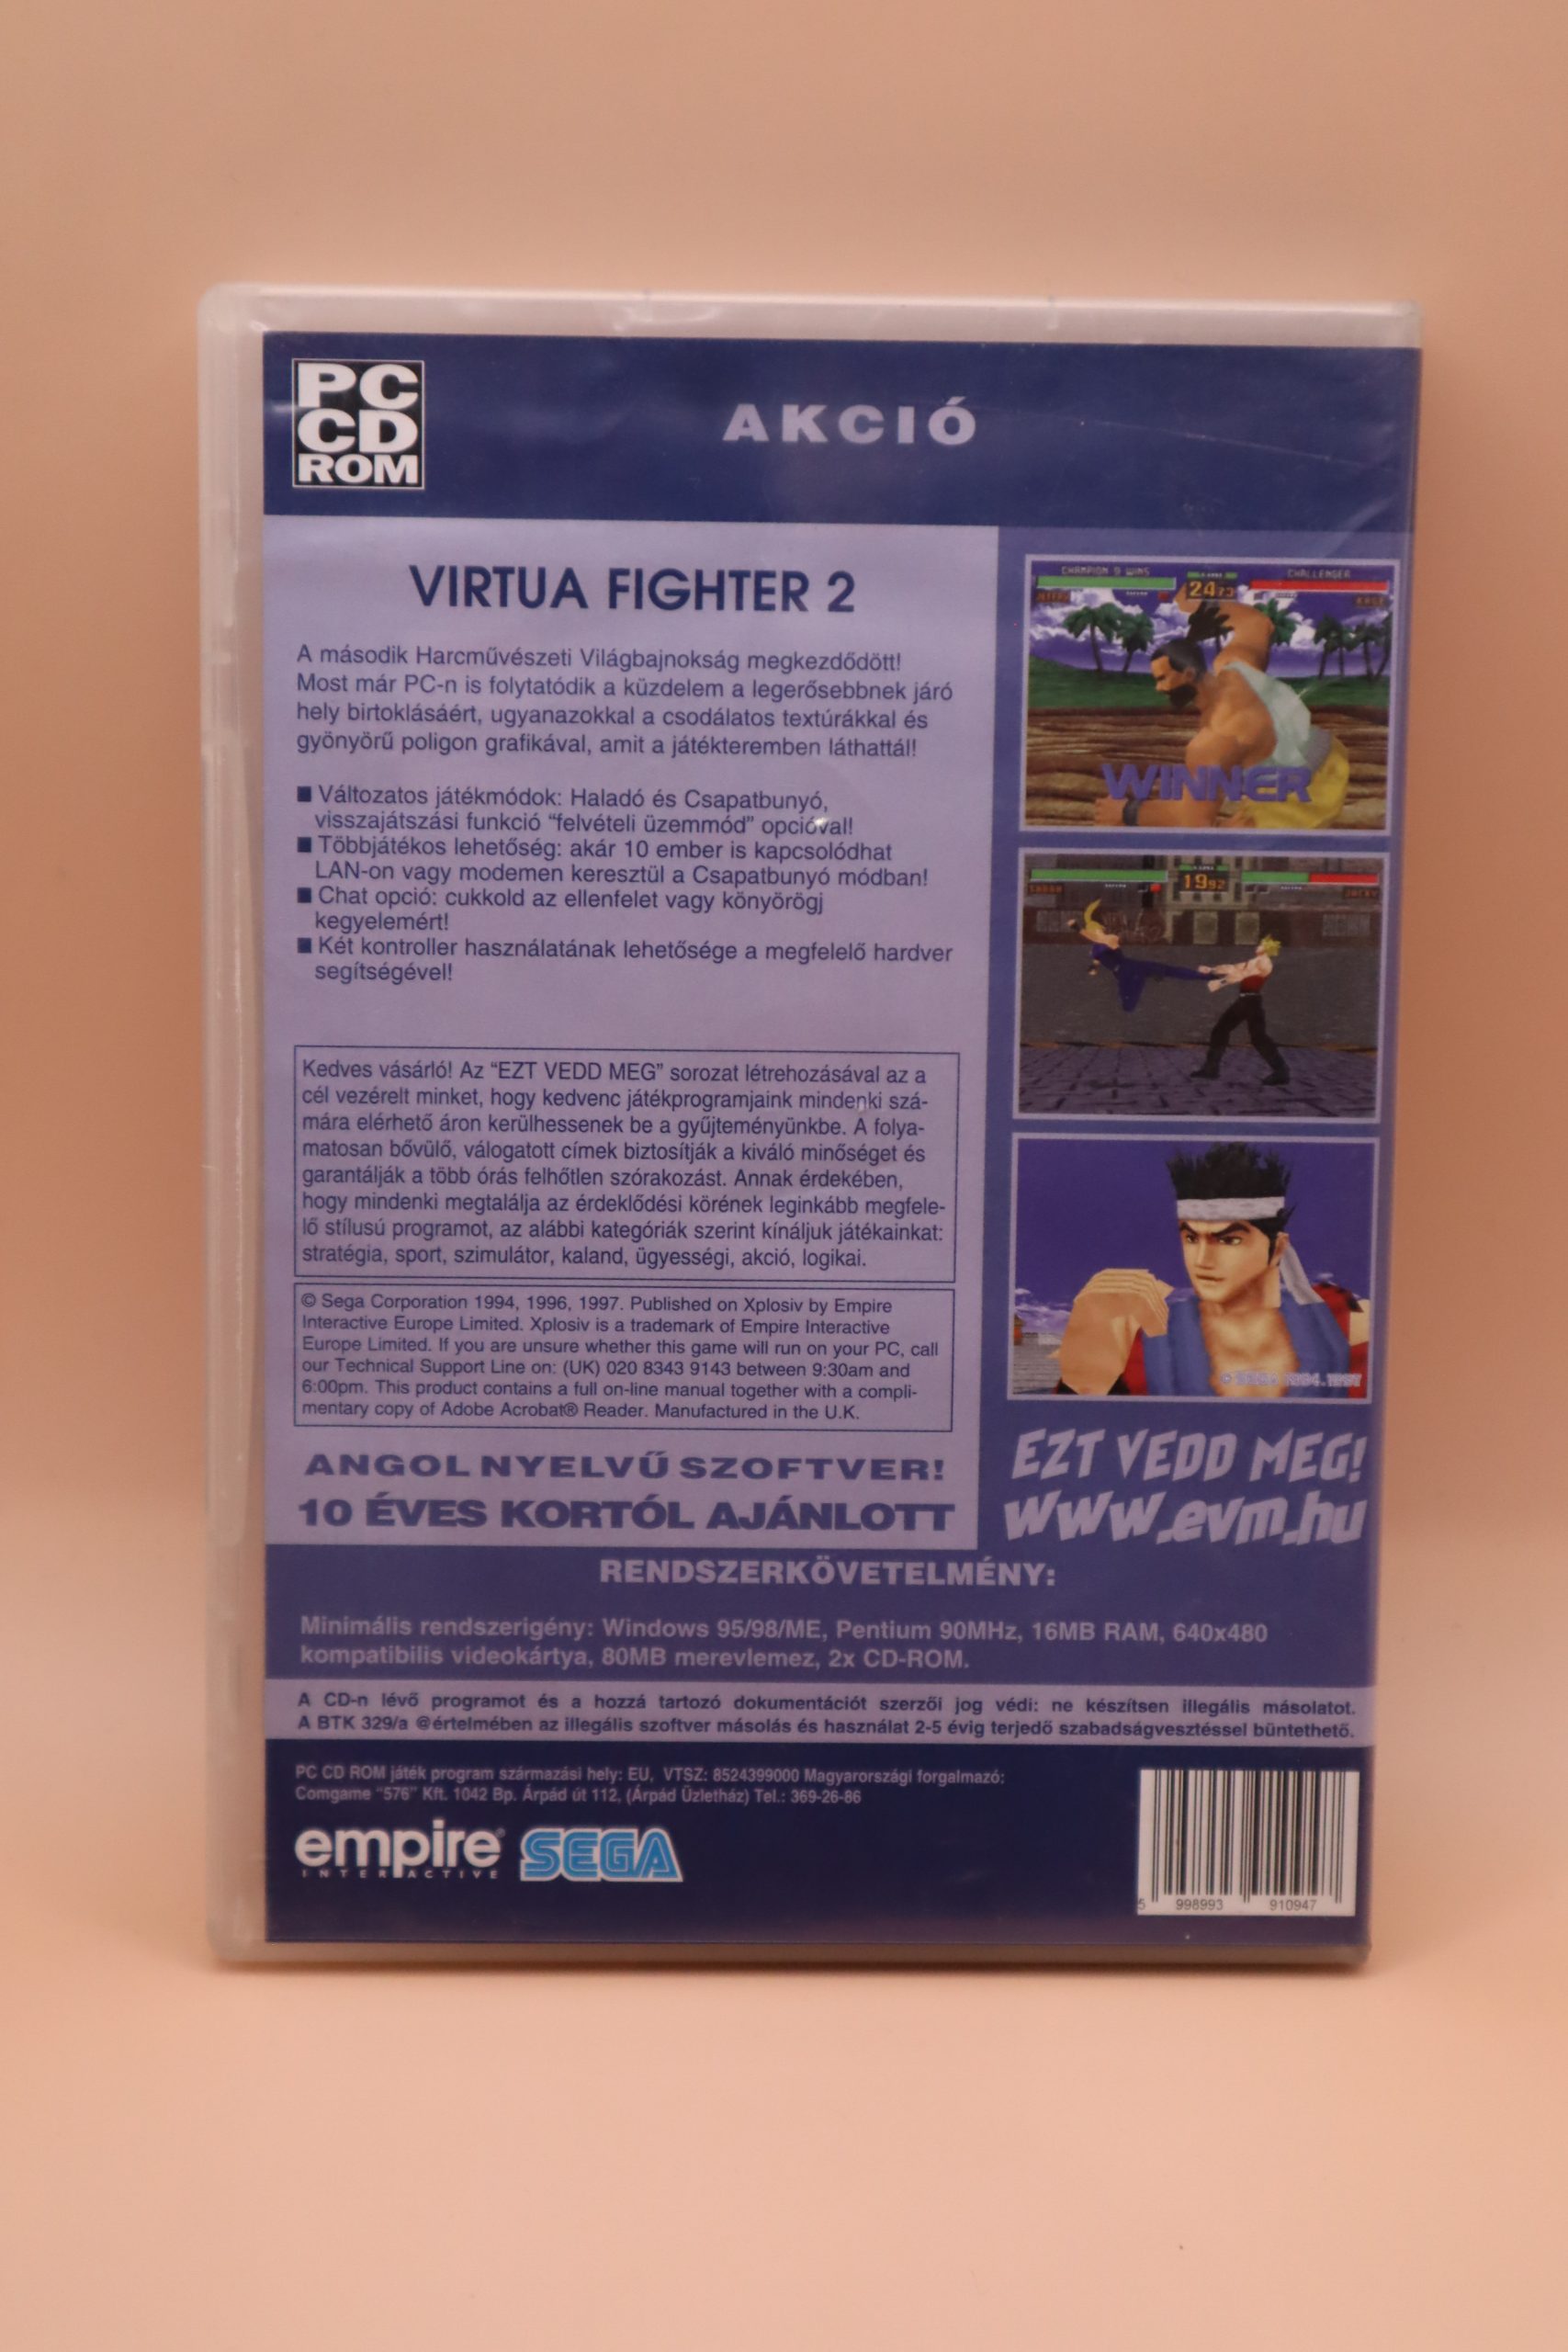 PC
CD
ROM
AKCIÓ
VIRTUA FIGHTER 2
A második Harcművészeti Világbajnokság megkezdődött!
Most már PC-n is folytatódik a küzdelem a legerősebbnek járó
hely birtoklásáért, ugyanazokkal a csodálatos textúrákkal és
gyönyörű poligon grafikával, amit a játékteremben láthattál!
■ Változatos játékmódok: Haladó és Csapatbunyó,
visszajátszási funkció “felvételi üzemmód” opcióval!
■ Többjátékos lehetőség: akár 10 ember is kapcsolódhat
LAN-on vagy modemen keresztül a Csapatbunyó módban!
■ Chat opció: cukkold az ellenfelet vagy könyörögj
kegyelemért!
■ Két kontroller használatának lehetősége a megfelelő hardver
segítségével!
Kedves vásárló! Az “EZT VEDD MEG” sorozat létrehozásával az a
cél vezérelt minket, hogy kedvenc játékprogramjaink mindenki szá-
mára elérhető áron kerülhessenek be a gyűjteményünkbe. A folya-
matosan bővülő, válogatott címek biztosítják a kiváló minőséget és
garantálják a több órás felhőtlen szórakozást. Annak érdekében,
hogy mindenki megtalálja az érdeklődési körének leginkább megfele-
lő stílusú programot, az alábbi kategóriák szerint kínáljuk játékainkat:
stratégia, sport, szimulátor, kaland, ügyességi, akció, logikai.
© Sega Corporation 1994, 1996, 1997. Published on Xplosiv by Empire
Interactive Europe Limited. Xplosiv is a trademark of Empire Interactive
Europe Limited. If you are unsure whether this game will run on your PC, call
our Technical Support Line on: (UK) 020 8343 9143 between 9:30am and
6:00pm. This product contains a full on-line manual together with a compli-
mentary copy of Adobe Acrobat® Reader. Manufactured in the U.K.
ANGOL NYELVŰ SZOFTVER!
10 ÉVES KORTÓL AJÁNLOTT
CHAMPION 0 WINS
CHALLENGER
2473
WINNER
SARAH
1992
JACKY
© SEGA 1994.1997
EZT VEDD MEG!
www.evm.hu
RENDSZERKÖVETELMÉNY:
Minimális rendszerigény: Windows 95/98/ME, Pentium 90MHz, 16MB RAM, 640x480
kompatibilis videokártya, 80MB merevlemez, 2x CD-ROM.
A CD-n lévő programot és a hozzá tartozó dokumentációt szerzői jog védi: ne készítsen illegális másolatot.
A BTK 329/a @értelmében az illegális szoftver másolás és használat 2-5 évig terjedő szabadságvesztéssel büntethető.
PC CD ROM játék program származási hely: EU, VTSZ: 8524399000 Magyarországi forgalmazó:
Comgame “576” Kft. 1042 Bp. Árpád út 112, (Árpád Üzletház) Tel.: 369-26-86
empire®
INTERACTIVE
SEGA
5 998993 910947